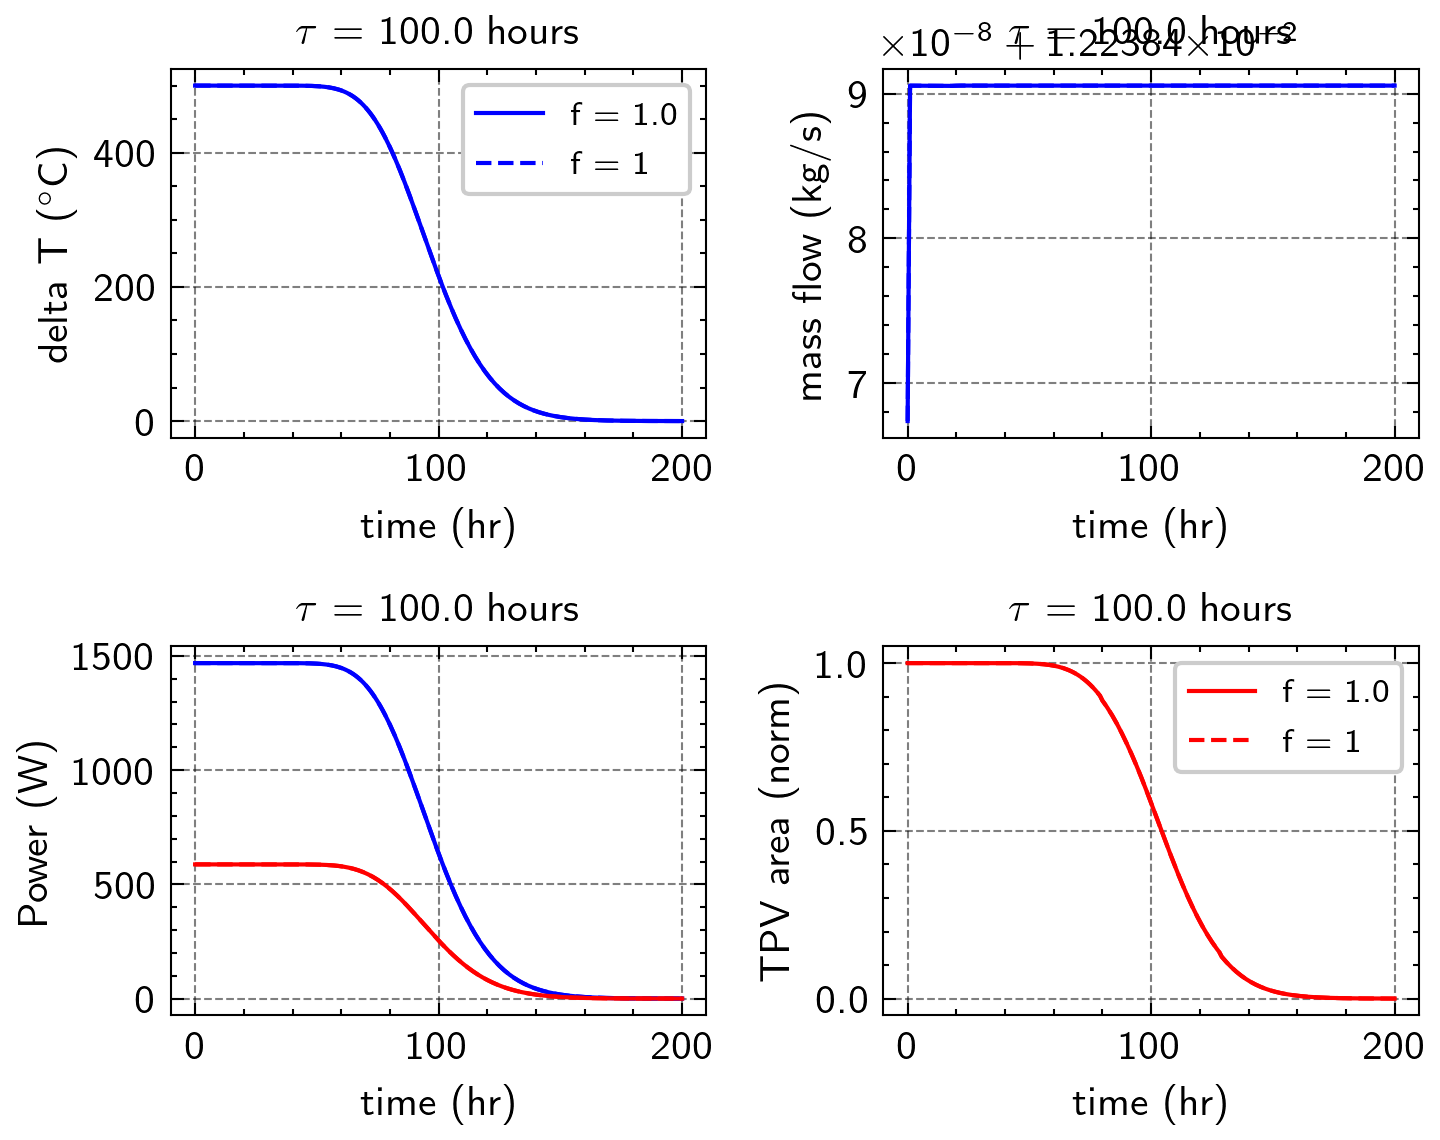 τ = 100.0 hours
delta T (°C)
400
200
0
f = 1.0
f = 1
0 100 200
time (hr)
τ = 100.0 hours
×10⁻⁸ + 1.22384×10⁻²
mass flow (kg/s)
9
8
7
0 100 200
time (hr)
τ = 100.0 hours
Power (W)
1500
1000
500
0
0 100 200
time (hr)
τ = 100.0 hours
TPV area (norm)
1.0
0.5
0.0
f = 1.0
f = 1
0 100 200
time (hr)